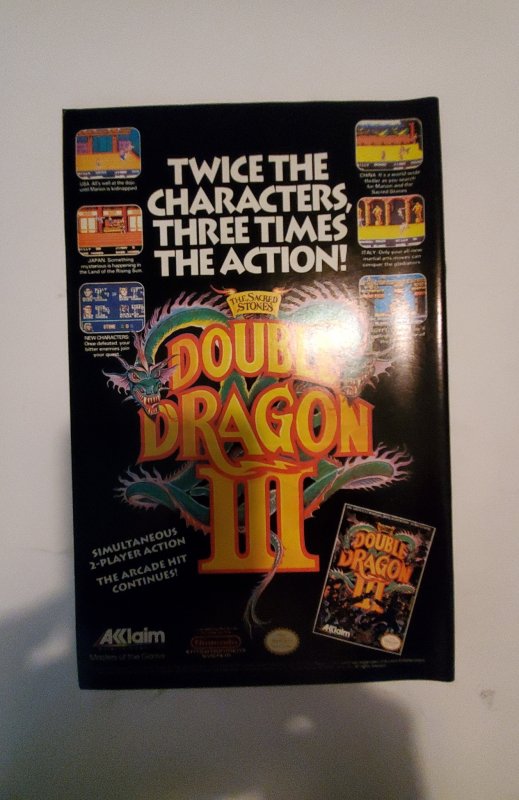 TWICE THE
CHARACTERS,
THREE TIMES
THE ACTION!
USA. All's well at the dojo
until Marion is kidnapped.
JAPAN. Something
mysterious is happening in
the Land of the Rising Sun.
NEW CHARACTERS:
Once defeated, your
bitter enemies join
your quest.
CHINA. It's a world wide
thriller as you search
for Marion and the
Sacred Stones
ITALY. Only your all-new
martial arts moves can
conquer the gladiators.
THE SACRED
STONES
DOUBLE
DRAGON
III
SIMULTANEOUS
2-PLAYER ACTION
THE ARCADE HIT
CONTINUES!
AKKlaim
Masters of the Game
Nintendo
ENTERTAINMENT
SYSTEM
DOUBLE
DRAGON
III
AKKlaim